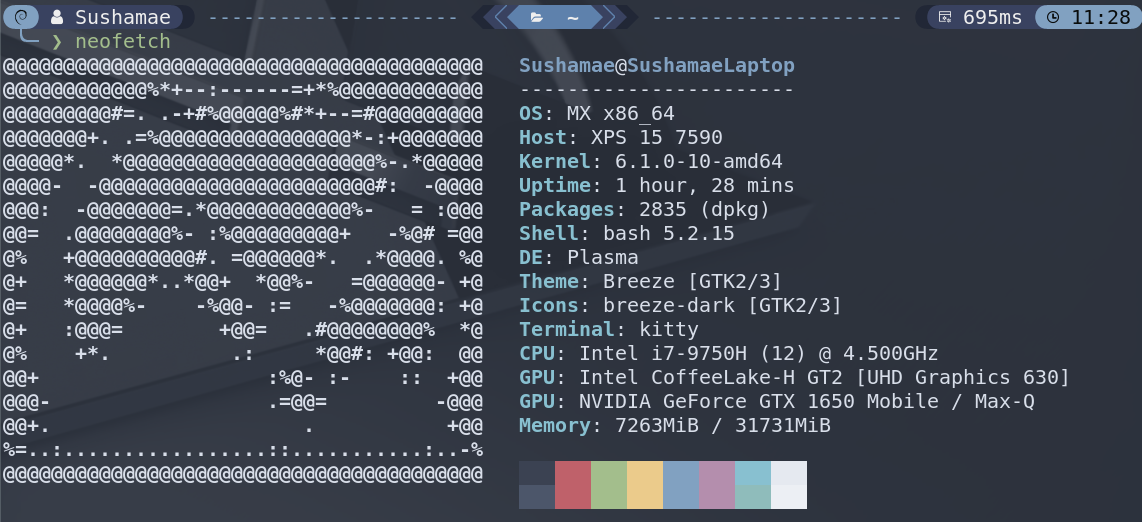 Sushamae ~ 695ms 11:28
❯ neofetch
Sushamae@SushamaeLaptop
-----------------------
OS: MX x86_64
Host: XPS 15 7590
Kernel: 6.1.0-10-amd64
Uptime: 1 hour, 28 mins
Packages: 2835 (dpkg)
Shell: bash 5.2.15
DE: Plasma
Theme: Breeze [GTK2/3]
Icons: breeze-dark [GTK2/3]
Terminal: kitty
CPU: Intel i7-9750H (12) @ 4.500GHz
GPU: Intel CoffeeLake-H GT2 [UHD Graphics 630]
GPU: NVIDIA GeForce GTX 1650 Mobile / Max-Q
Memory: 7263MiB / 31731MiB